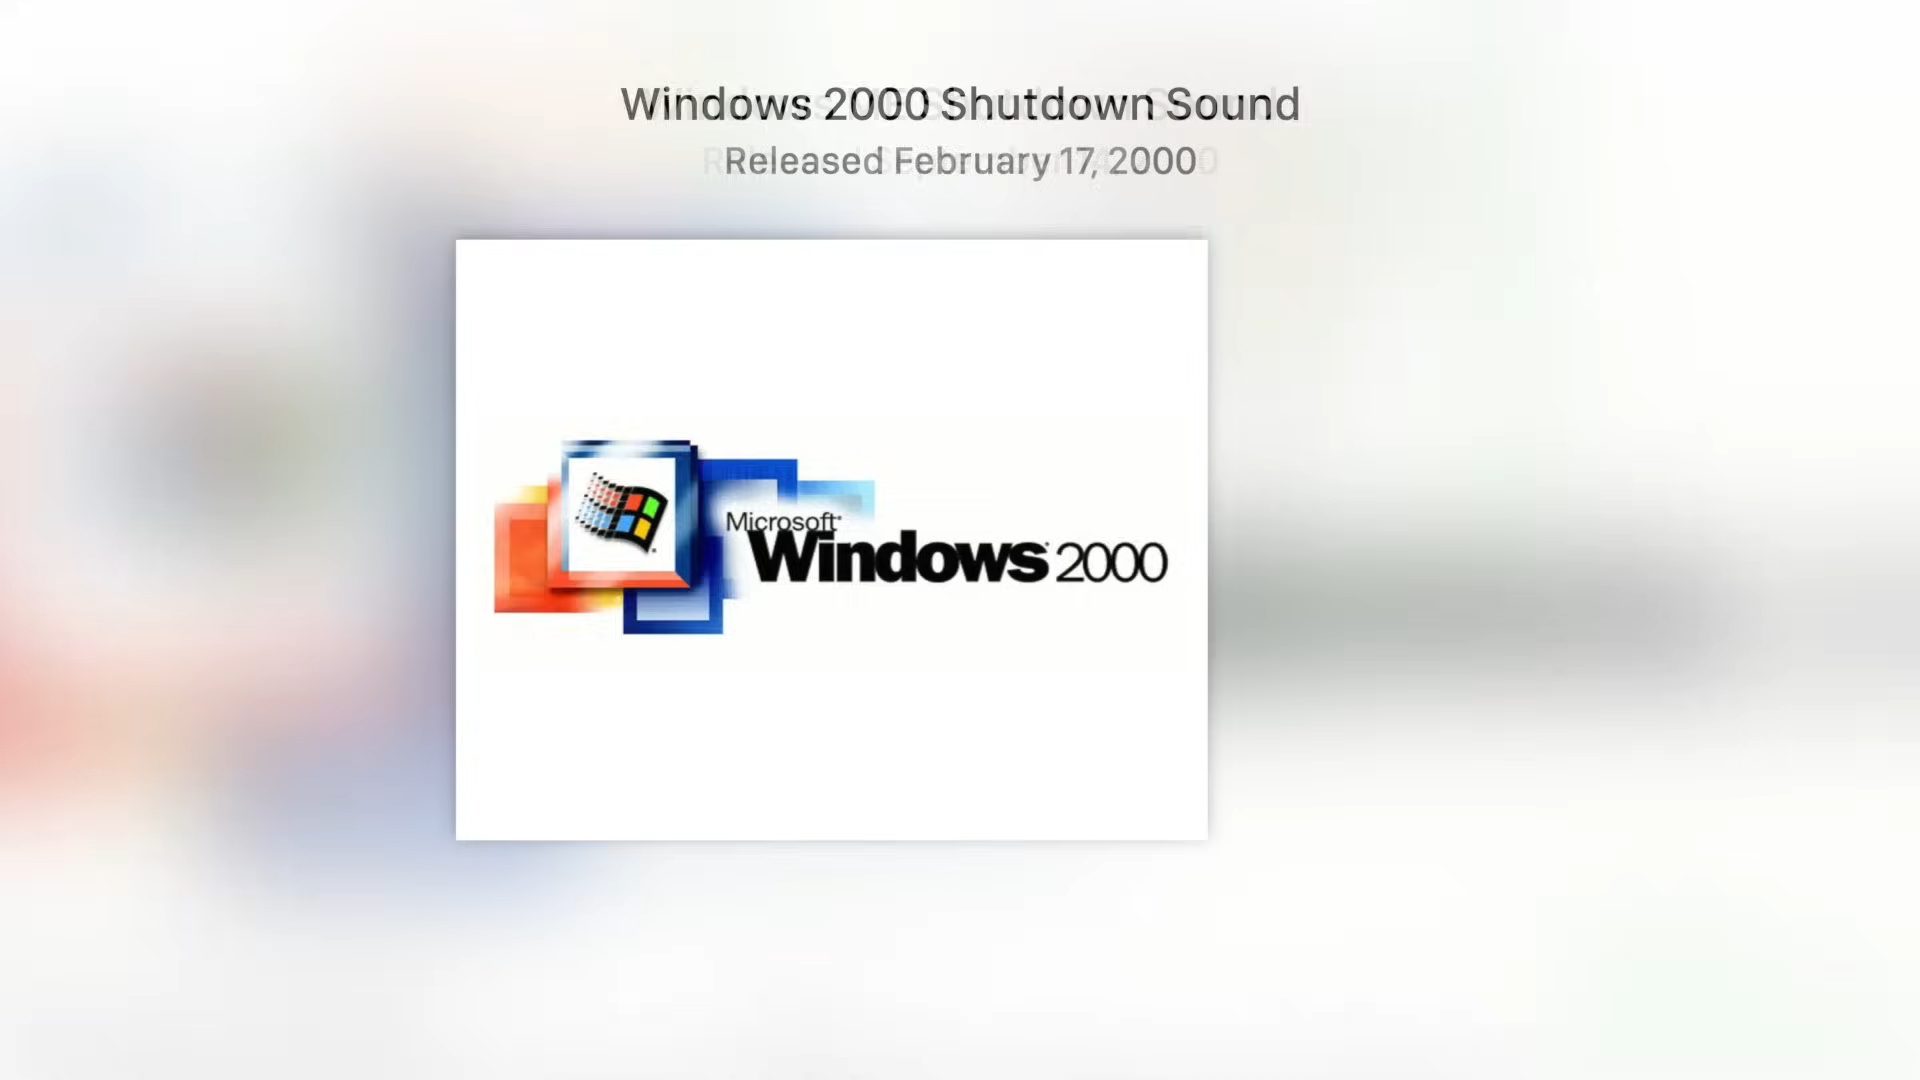 Windows 2000 Shutdown Sound
Released February 17, 2000
Microsoft
Windows 2000